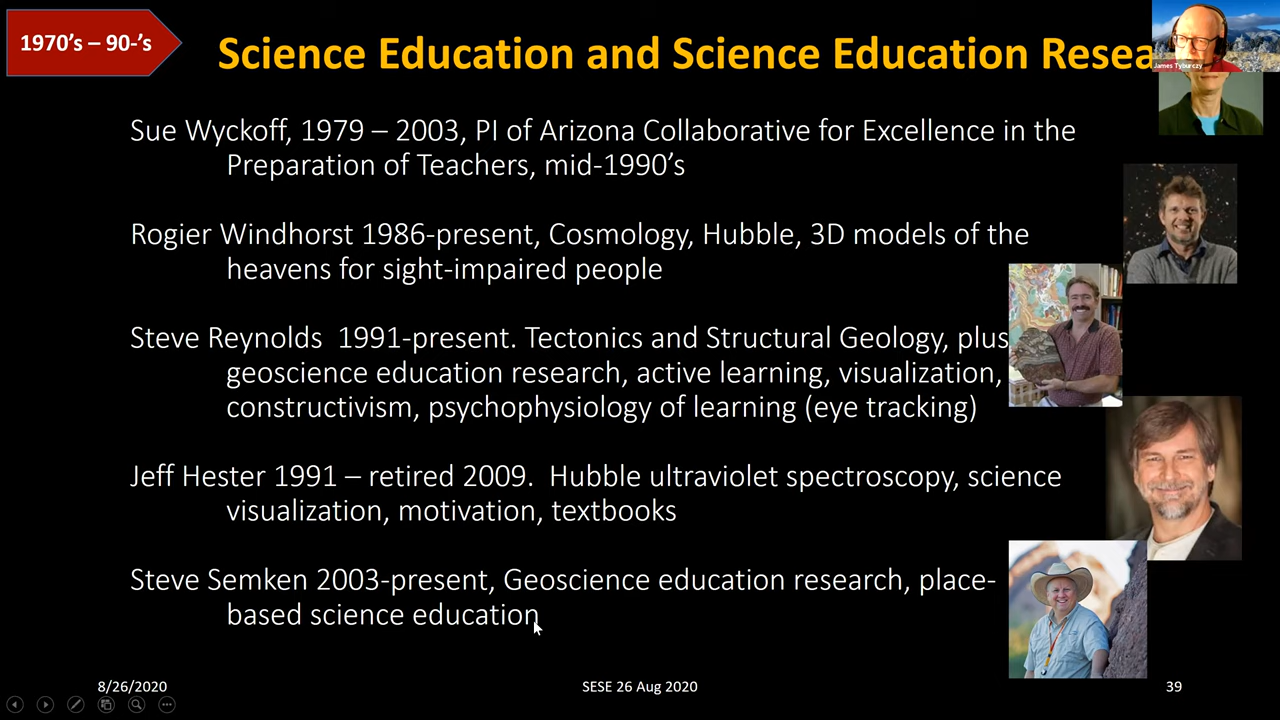 1970’s – 90-’s
Science Education and Science Education Resea
James Tyburczy
Sue Wyckoff, 1979 – 2003, PI of Arizona Collaborative for Excellence in the
Preparation of Teachers, mid-1990’s
Rogier Windhorst 1986-present, Cosmology, Hubble, 3D models of the
heavens for sight-impaired people
Steve Reynolds  1991-present. Tectonics and Structural Geology, plus
geoscience education research, active learning, visualization,
constructivism, psychophysiology of learning (eye tracking)
Jeff Hester 1991 – retired 2009.  Hubble ultraviolet spectroscopy, science
visualization, motivation, textbooks
Steve Semken 2003-present, Geoscience education research, place-
based science education
8/26/2020
SESE 26 Aug 2020
39